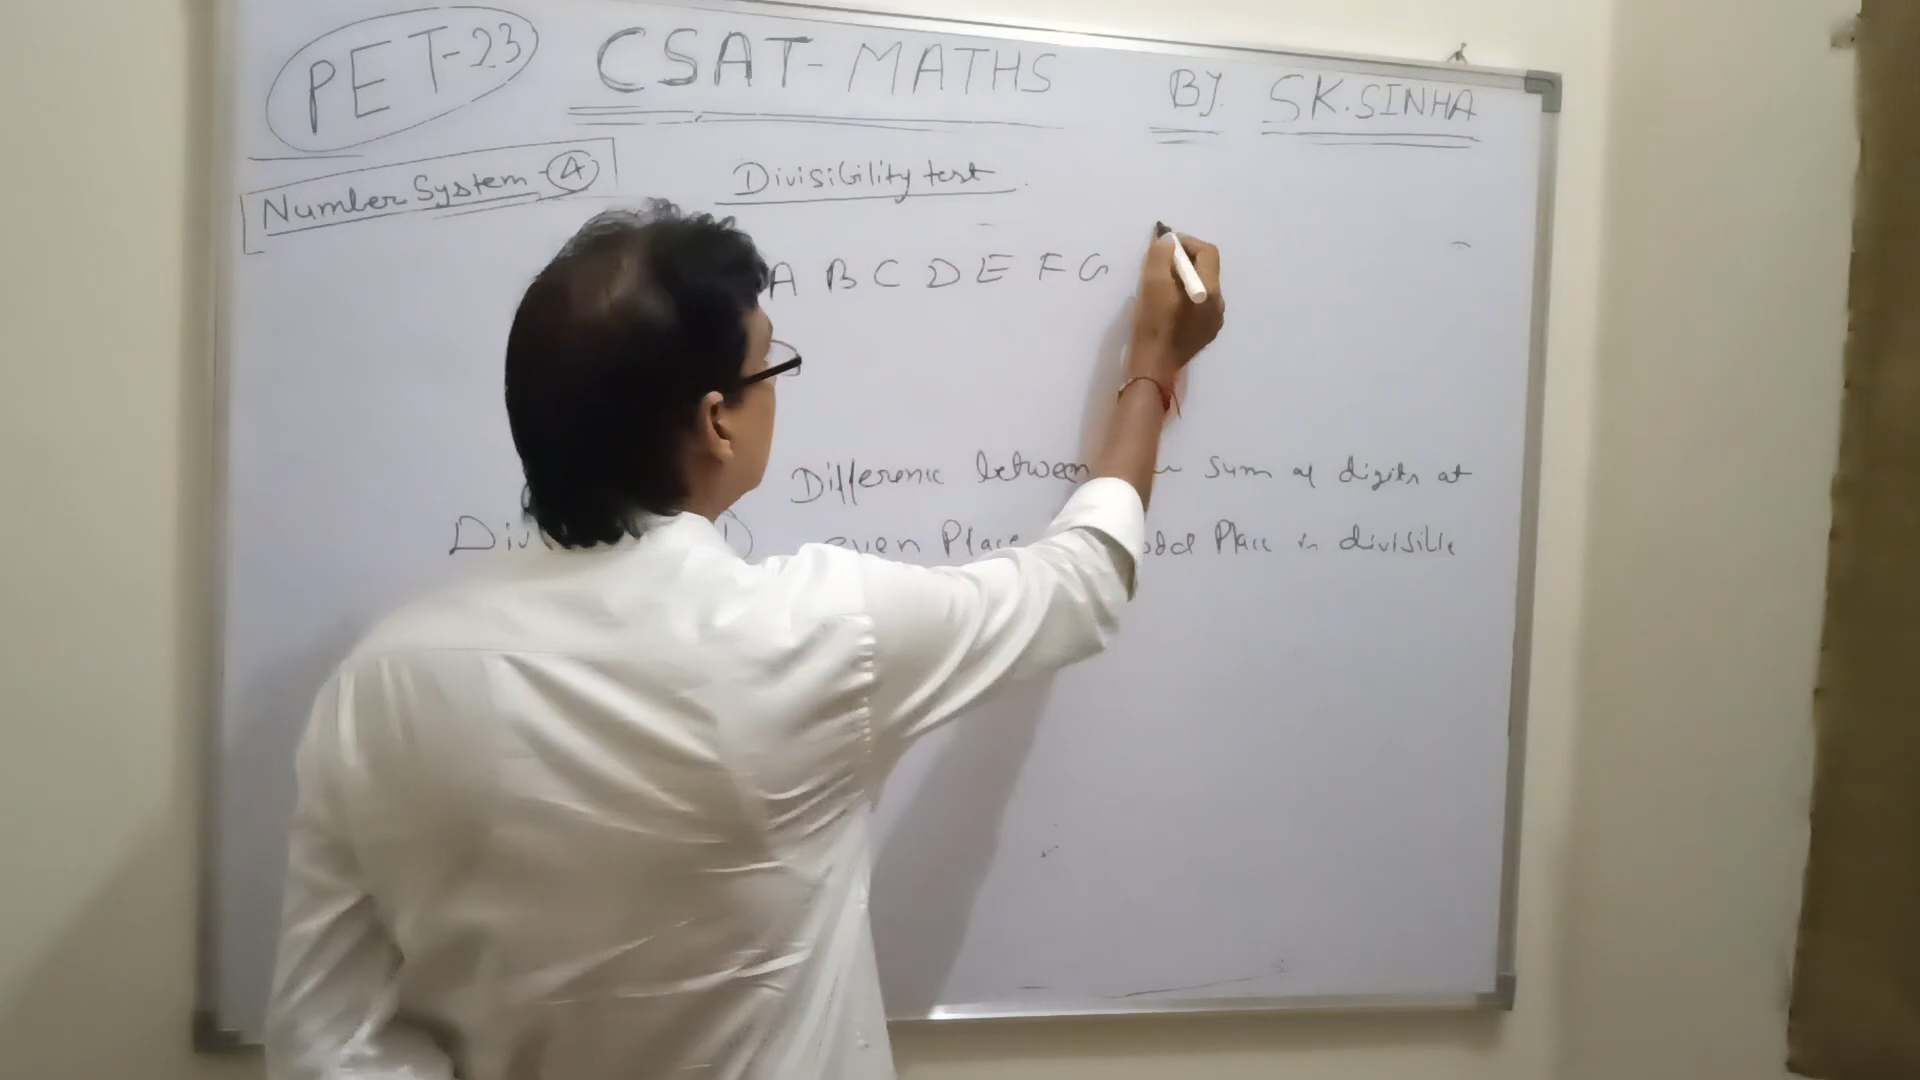 PET-23 CSAT-MATHS BY. SK.SINHA
Number System-4 Divisibility test
A B C D E F G
Difference between sum of digits at
even Place odd Place is divisible